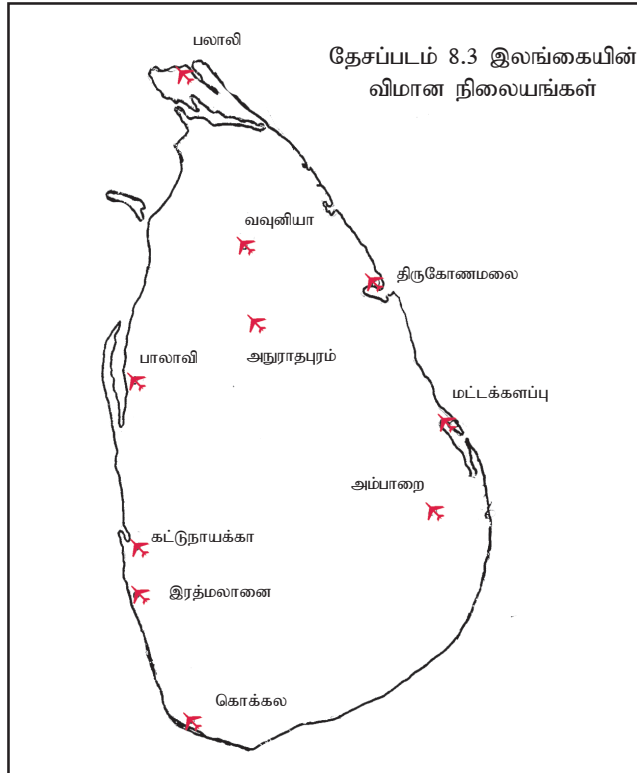 பலாலி
தேசப்படம் 8.3 இலங்கையின்
விமான நிலையங்கள்
வவுனியா
திருகோணமலை
அநுராதபுரம்
பாலாவி
மட்டக்களப்பு
அம்பாறை
கட்டுநாயக்கா
இரத்மலானை
கொக்கல